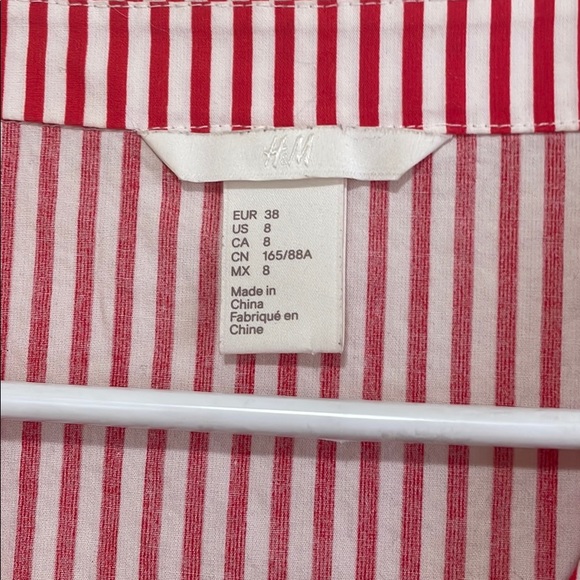 H&M
EUR 38
US 8
CA 8
CN 165/88A
MX 8
Made in
China
Fabriqué en
Chine